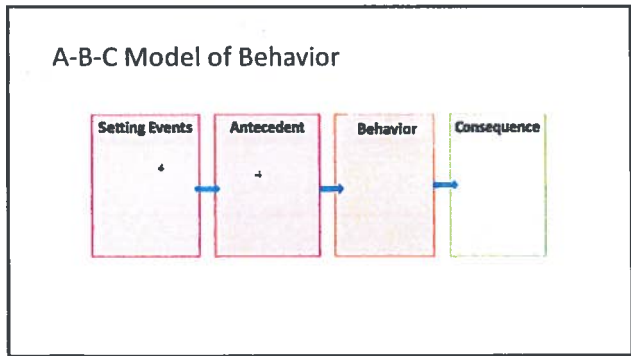 A-B-C Model of Behavior
Setting Events
Antecedent
Behavior
Consequence